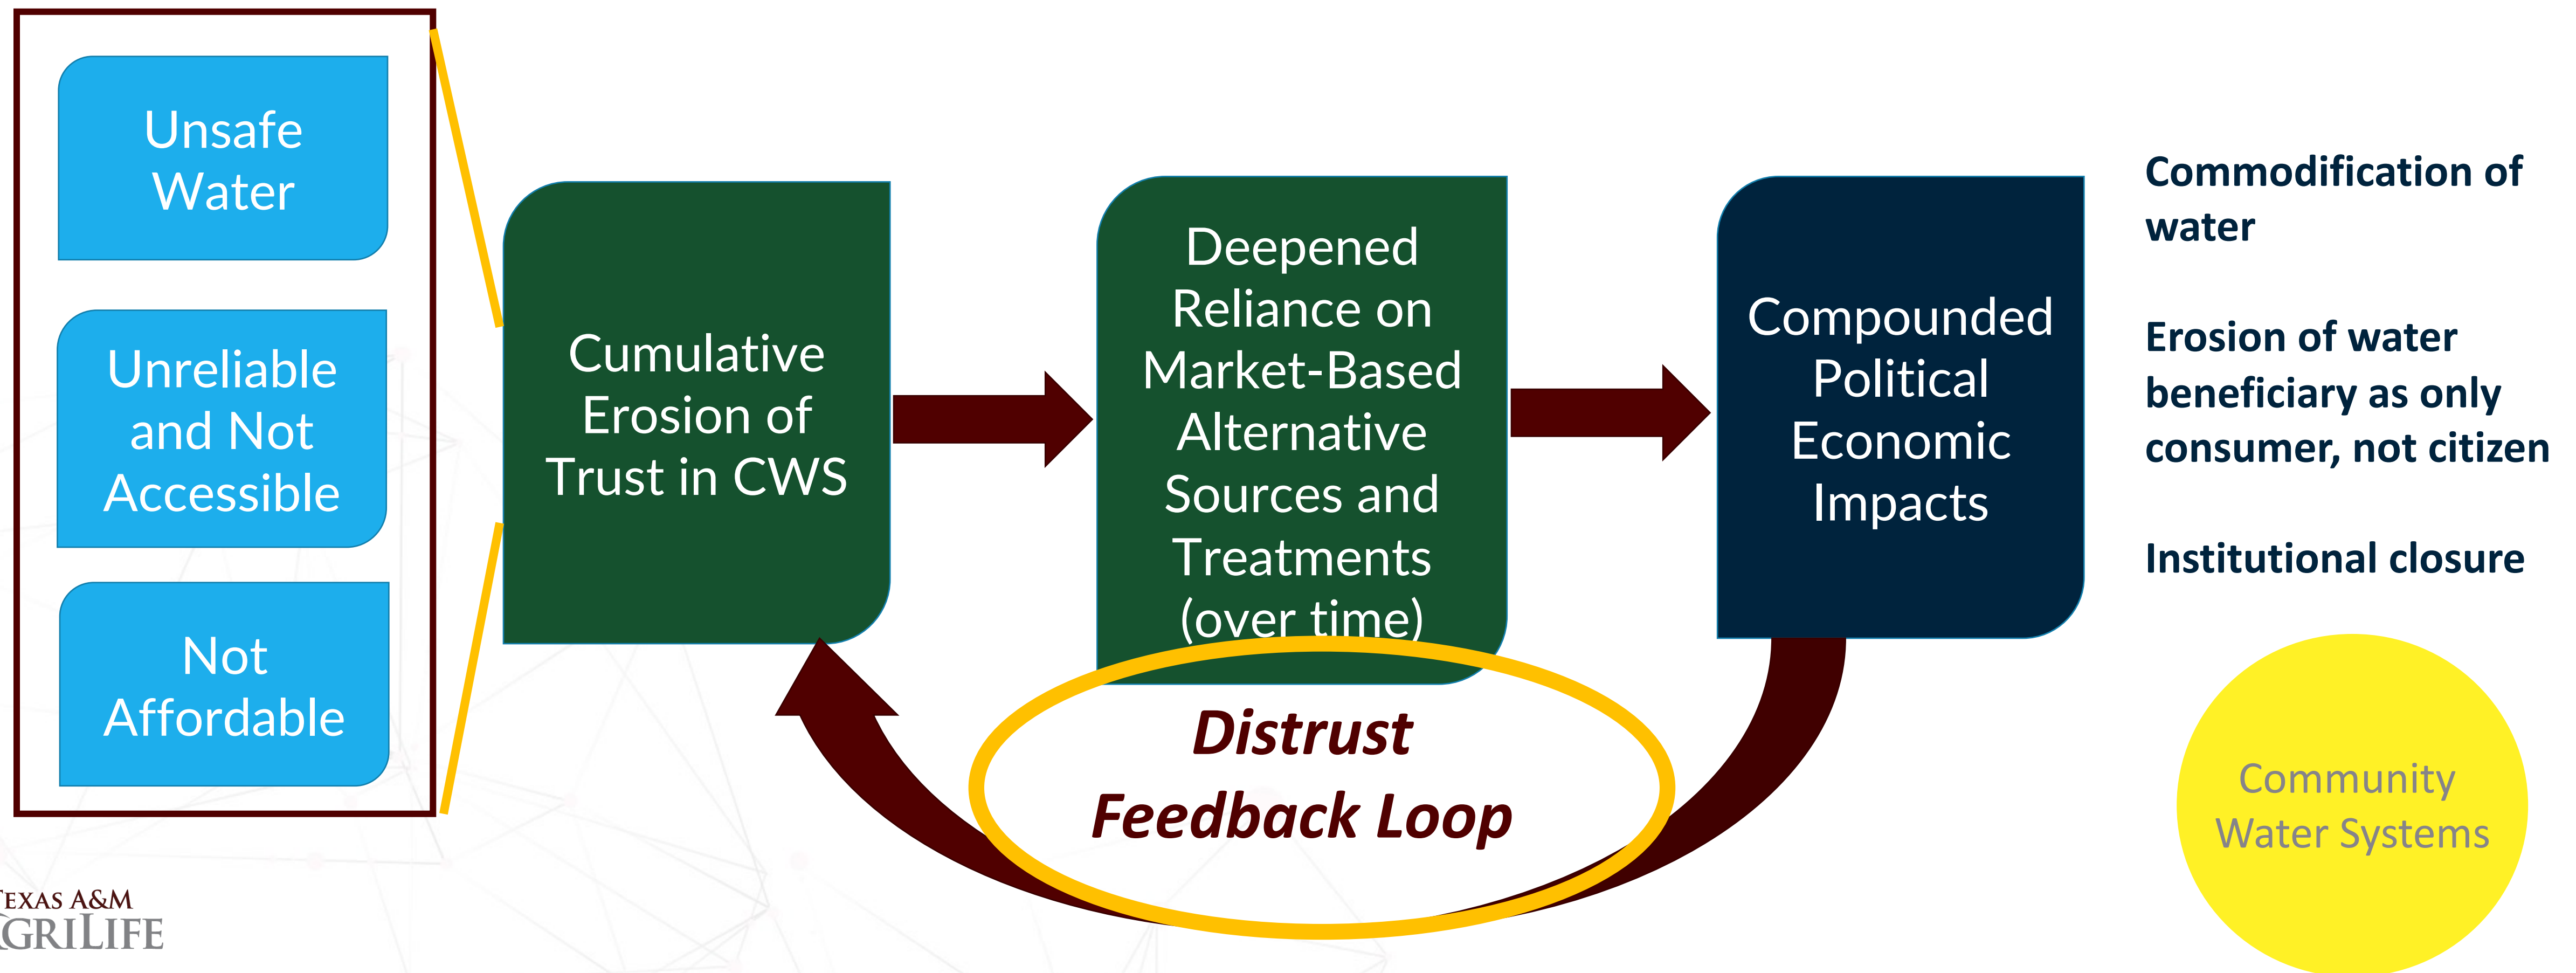 Unsafe
Water
Unreliable
and Not
Accessible
Not
Affordable
Cumulative
Erosion of
Trust in CWS
Deepened
Reliance on
Market-Based
Alternative
Sources and
Treatments
(over time)
Compounded
Political
Economic
Impacts
Commodification of
water
Erosion of water
beneficiary as only
consumer, not citizen
Institutional closure
Distrust
Feedback Loop
Community
Water Systems
TEXAS A&M
AGRILIFE